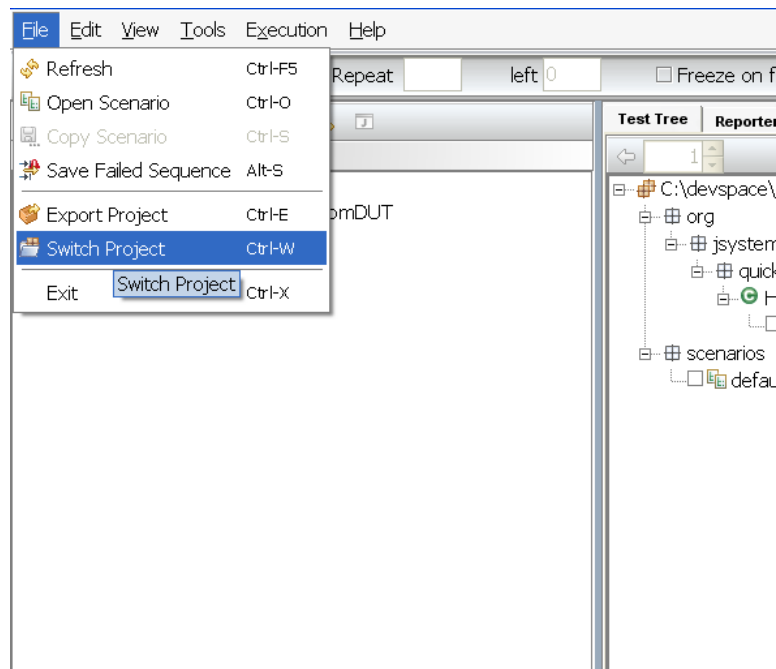 File Edit View Tools Execution Help
Refresh Ctrl-F5
Repeat left 0 Freeze on f
Open Scenario Ctrl-O
Copy Scenario Ctrl-S
Save Failed Sequence Alt-S
Export Project Ctrl-E
omDUT
Switch Project Ctrl-W
Switch Project
Exit Ctrl-X
Test Tree Reporter
1
C:\devspace\
org
jsystem
quick
H
scenarios
defau